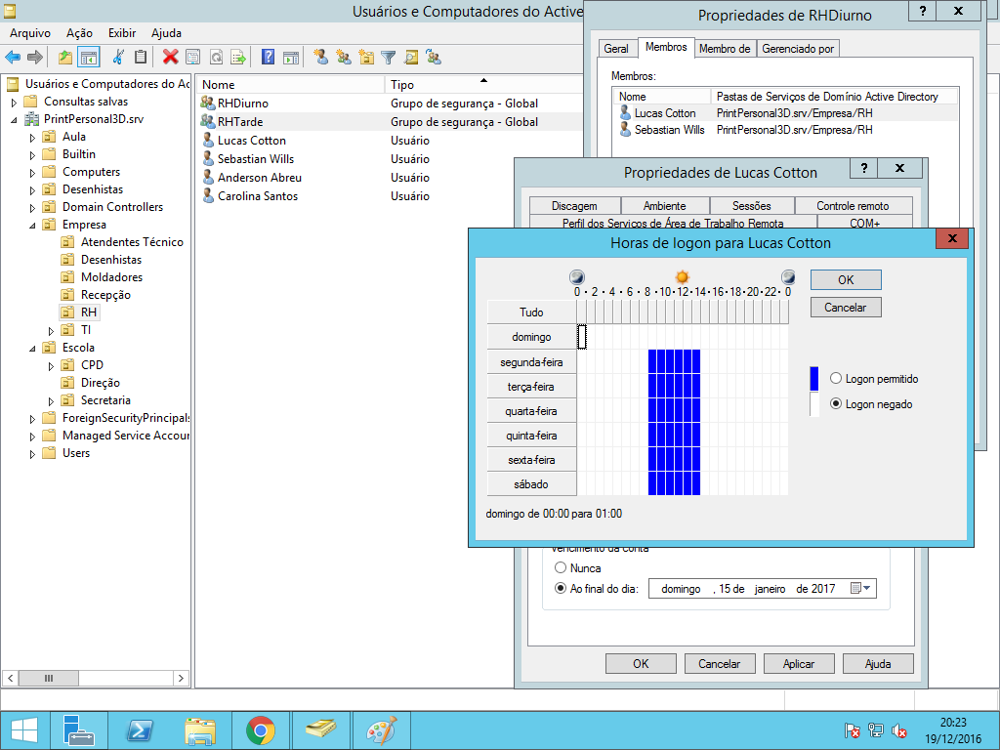 Usuários e Computadores do Active
Arquivo Ação Exibir Ajuda
Usuários e Computadores do Ac
Consultas salvas
PrintPersonal3D.srv
Aula
Builtin
Computers
Desenhistas
Domain Controllers
Empresa
Atendentes Técnico
Desenhistas
Moldadores
Recepção
RH
TI
Escola
CPD
Direção
Secretaria
ForeignSecurityPrincipals
Managed Service Accour
Users
Nome Tipo
RHDiurno Grupo de segurança - Global
RHTarde Grupo de segurança - Global
Lucas Cotton Usuário
Sebastian Wills Usuário
Anderson Abreu Usuário
Carolina Santos Usuário
Propriedades de RHDiurno ? X
Geral Membros Membro de Gerenciado por
Membros:
Nome Pastas de Serviços de Domínio Active Directory
Lucas Cotton PrintPersonal3D.srv/Empresa/RH
Sebastian Wills PrintPersonal3D.srv/Empresa/RH
Propriedades de Lucas Cotton ? X
Discagem Ambiente Sessões Controle remoto
Perfil dos Serviços de Área de Trabalho Remota COM+
Horas de logon para Lucas Cotton X
0 · 2 · 4 · 6 · 8 · 10 · 12 · 14 · 16 · 18 · 20 · 22 · 0
Tudo
domingo
segunda-feira
terça-feira
quarta-feira
quinta-feira
sexta-feira
sábado
domingo de 00:00 para 01:00
OK
Cancelar
Logon permitido
Logon negado
Vencimento da conta
Nunca
Ao final do dia: domingo , 15 de janeiro de 2017
OK Cancelar Aplicar Ajuda
20:23
19/12/2016